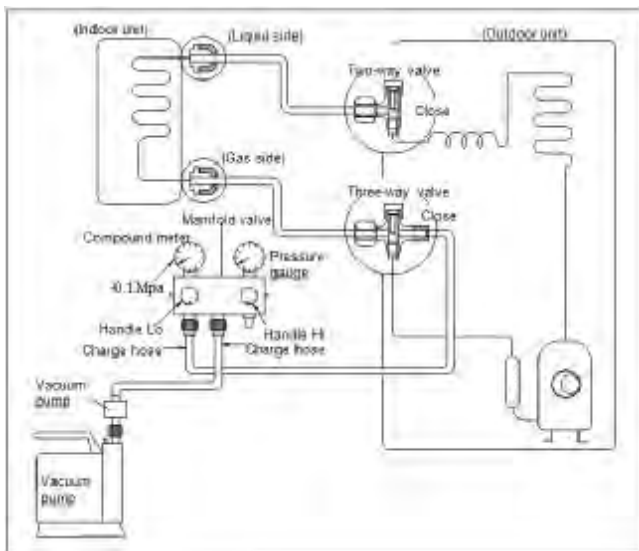 (Indoor unit)
(Liquid side)
(Outdoor unit)
Two-way valve
Close
(Gas side)
Three-way valve
Close
Manifold valve
Compound meter
Pressure
gauge
-0.1Mpa
Handle Lo
Handle Hi
Charge hose
Charge hose
Vacuum
pump
Vacuum
pump
C